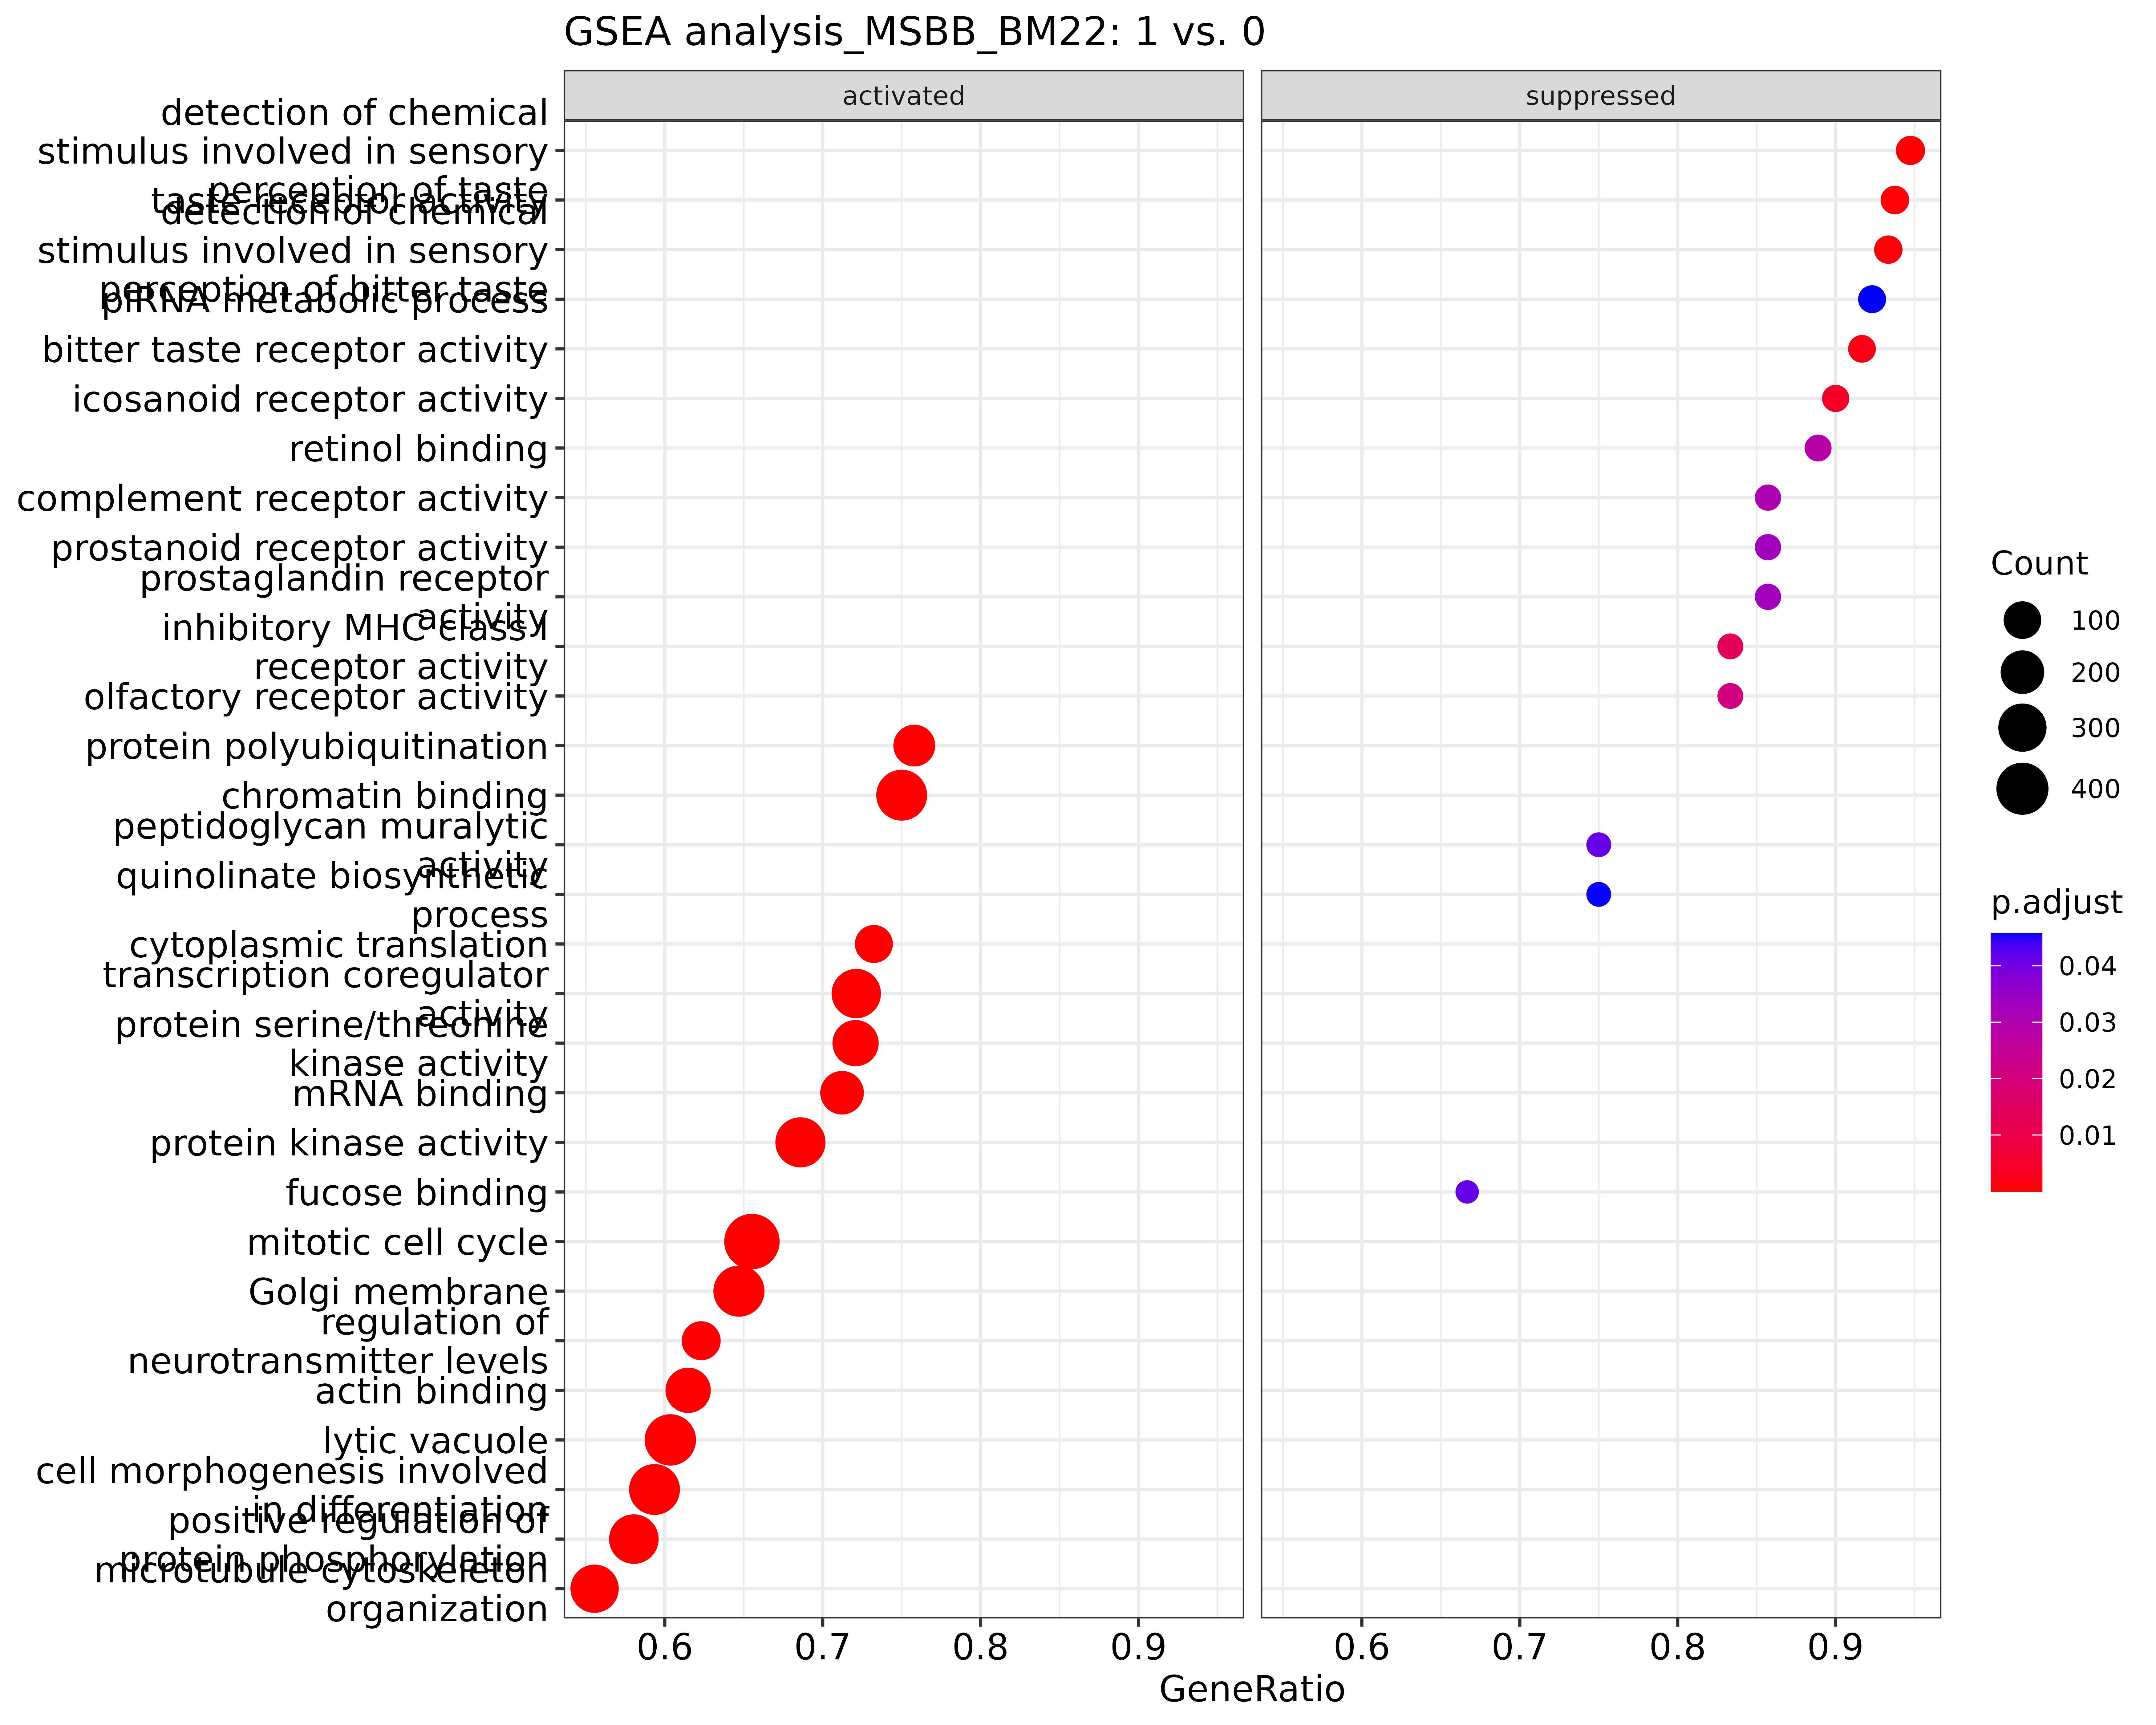 GSEA analysis_MSBB_BM22: 1 vs. 0
activated
suppressed
detection of chemical
stimulus involved in sensory
perception of taste
taste receptor activity
detection of chemical
stimulus involved in sensory
perception of bitter taste
piRNA metabolic process
bitter taste receptor activity
icosanoid receptor activity
retinol binding
complement receptor activity
prostanoid receptor activity
prostaglandin receptor
activity
inhibitory MHC class I
receptor activity
olfactory receptor activity
protein polyubiquitination
chromatin binding
peptidoglycan muralytic
activity
quinolinate biosynthetic
process
cytoplasmic translation
transcription coregulator
activity
protein serine/threonine
kinase activity
mRNA binding
protein kinase activity
fucose binding
mitotic cell cycle
Golgi membrane
regulation of
neurotransmitter levels
actin binding
lytic vacuole
cell morphogenesis involved
in differentiation
positive regulation of
protein phosphorylation
microtubule cytoskeleton
organization
0.6 0.7 0.8 0.9
0.6 0.7 0.8 0.9
GeneRatio
Count
100
200
300
400
p.adjust
0.04
0.03
0.02
0.01